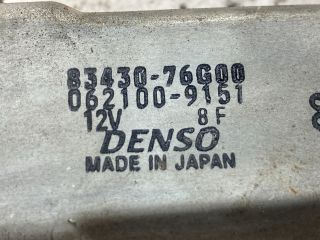 83430-76G00
062100-9151
12V 8F
DENSO
MADE IN JAPAN